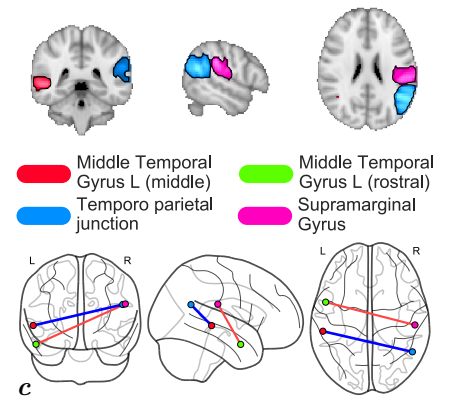 Middle Temporal
Gyrus L (middle)
Middle Temporal
Gyrus L (rostral)
Temporo parietal
junction
Supramarginal
Gyrus
L R
L R
c